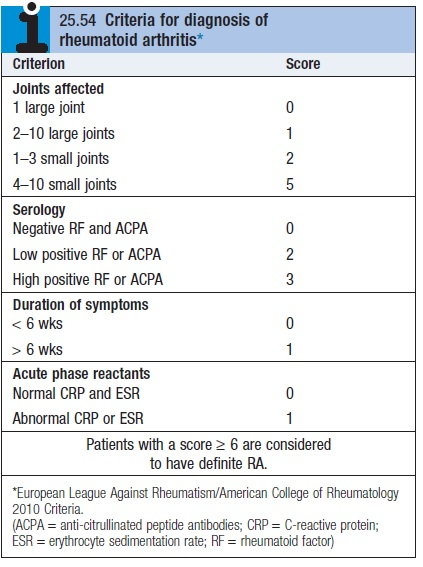 25.54 Criteria for diagnosis of
rheumatoid arthritis*
Criterion Score
Joints affected
1 large joint 0
2–10 large joints 1
1–3 small joints 2
4–10 small joints 5
Serology
Negative RF and ACPA 0
Low positive RF or ACPA 2
High positive RF or ACPA 3
Duration of symptoms
< 6 wks 0
> 6 wks 1
Acute phase reactants
Normal CRP and ESR 0
Abnormal CRP or ESR 1
Patients with a score ≥ 6 are considered
to have definite RA.
*European League Against Rheumatism/American College of Rheumatology
2010 Criteria.
(ACPA = anti-citrullinated peptide antibodies; CRP = C-reactive protein;
ESR = erythrocyte sedimentation rate; RF = rheumatoid factor)